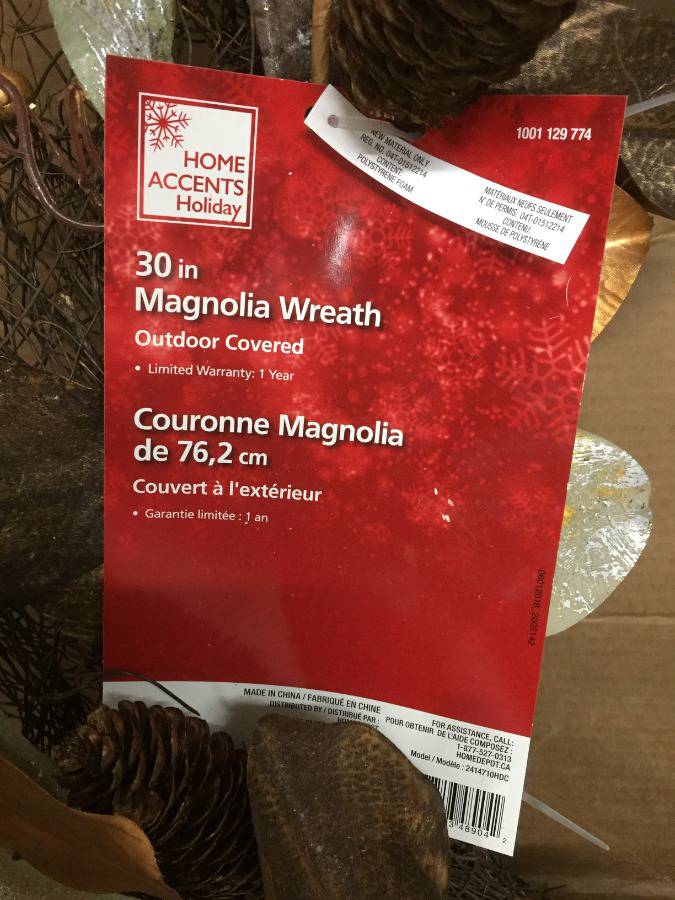 HOME
ACCENTS
Holiday
1001 129 774
NEW MATERIAL ONLY
REG. NO. 04T-01512214
CONTENT:
POLYSTYRENE FOAM
MATÉRIAUX NEUFS SEULEMENT
N° DE PERMIS. 04T-01512214
CONTENU:
MOUSSE DE POLYSTYRÈNE
30 in
Magnolia Wreath
Outdoor Covered
• Limited Warranty: 1 Year
Couronne Magnolia
de 76,2 cm
Couvert à l'extérieur
• Garantie limitée : 1 an
06012018_2005142
MADE IN CHINA / FABRIQUÉ EN CHINE
DISTRIBUTED BY / DISTRIBUÉ PAR :
FOR ASSISTANCE, CALL:
POUR OBTENIR DE L'AIDE COMPOSEZ :
1-877-527-0313
HOMEDEPOT.CA
Model / Modèle : 2414710HDC
48904 2